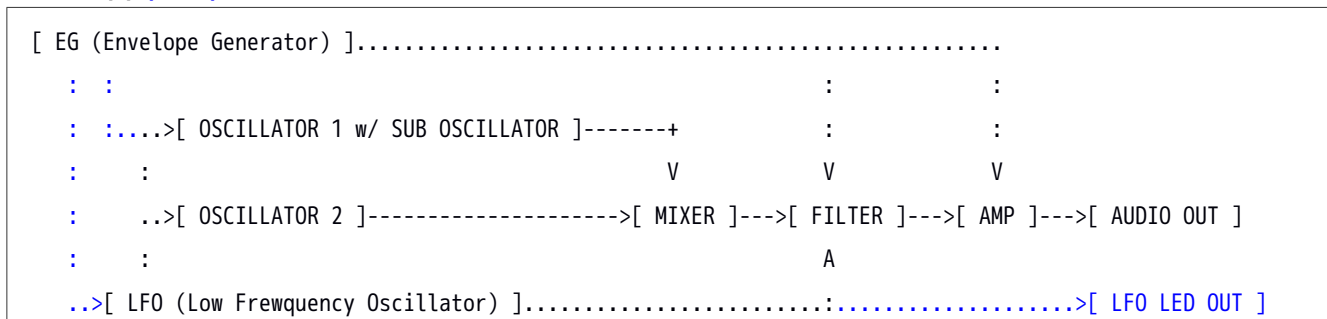 [ EG (Envelope Generator) ].......................................................
: : : :
: :....>[ OSCILLATOR 1 w/ SUB OSCILLATOR ]-------+ : :
: : V V V
: ..>[ OSCILLATOR 2 ]--------------------->[ MIXER ]--->[ FILTER ]--->[ AMP ]--->[ AUDIO OUT ]
: : A
..>[ LFO (Low Frewquency Oscillator) ].........................:....................>[ LFO LED OUT ]